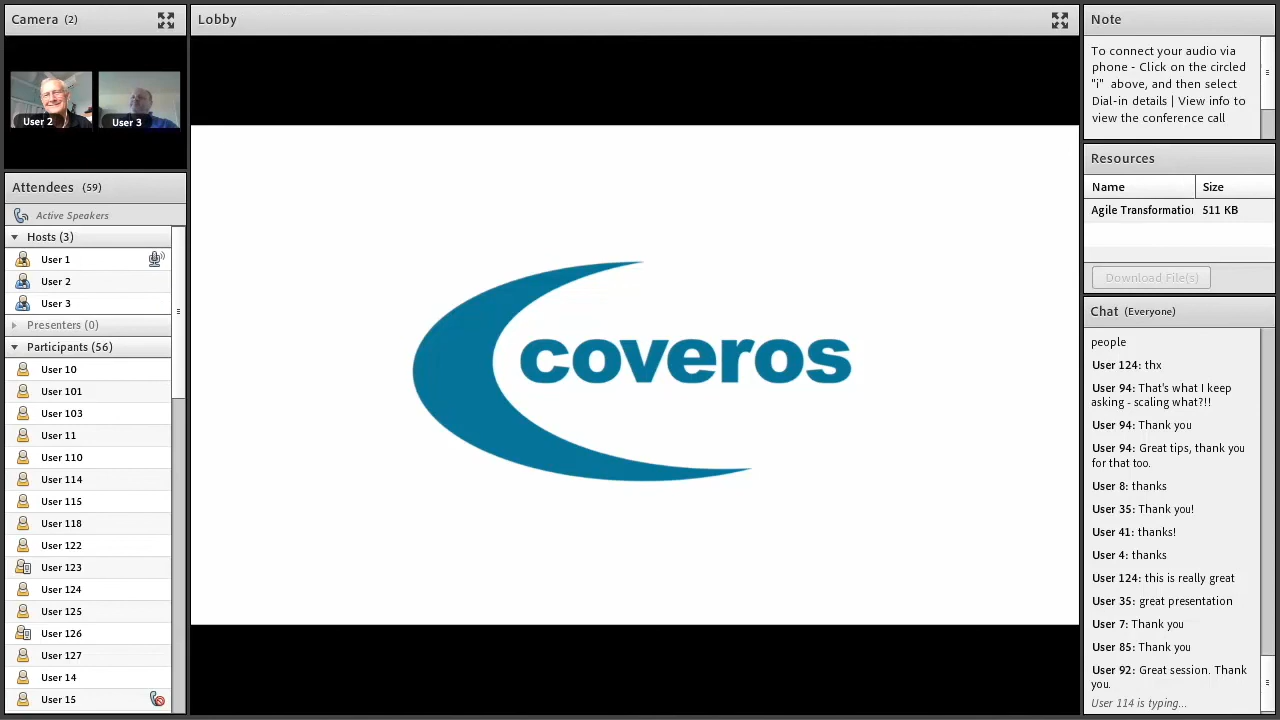 Camera (2)
User 2
User 3
Attendees (59)
Active Speakers
Hosts (3)
User 1
User 2
User 3
Presenters (0)
Participants (56)
User 10
User 101
User 103
User 11
User 110
User 114
User 115
User 118
User 122
User 123
User 124
User 125
User 126
User 127
User 14
User 15
Lobby
coveros
Note
To connect your audio via
phone - Click on the circled
"i" above, and then select
Dial-in details | View info to
view the conference call
Resources
Name Size
Agile Transformation 511 KB
Download File(s)
Chat (Everyone)
people
User 124: thx
User 94: That's what I keep
asking - scaling what?!!
User 94: Thank you
User 94: Great tips, thank you
for that too.
User 8: thanks
User 35: Thank you!
User 41: thanks!
User 4: thanks
User 124: this is really great
User 35: great presentation
User 7: Thank you
User 85: Thank you
User 92: Great session. Thank
you.
User 114 is typing...